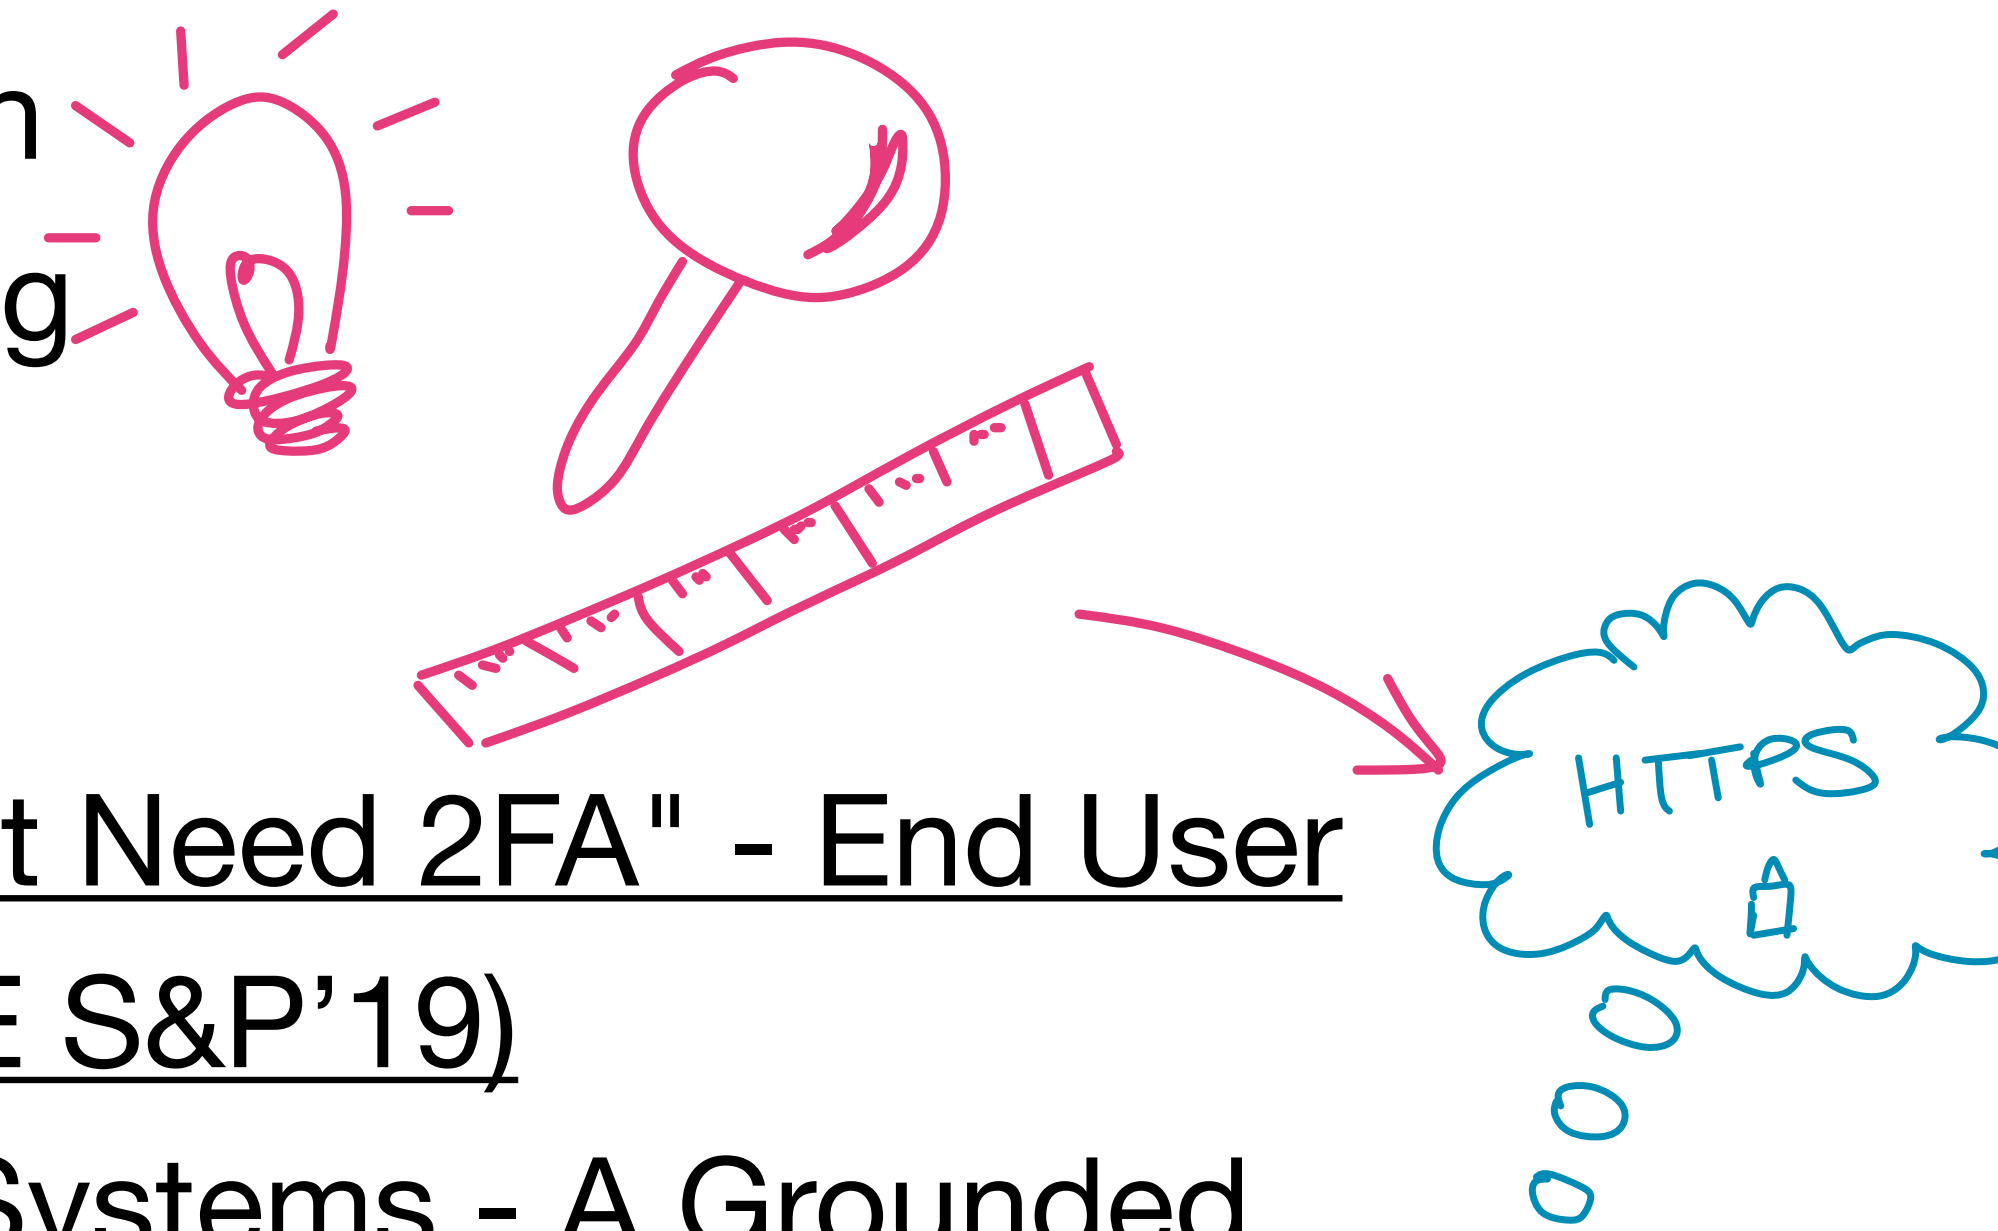 n
g
HTTPS
t Need 2FA" - End User
E S&P’19)
Systems - A Grounded